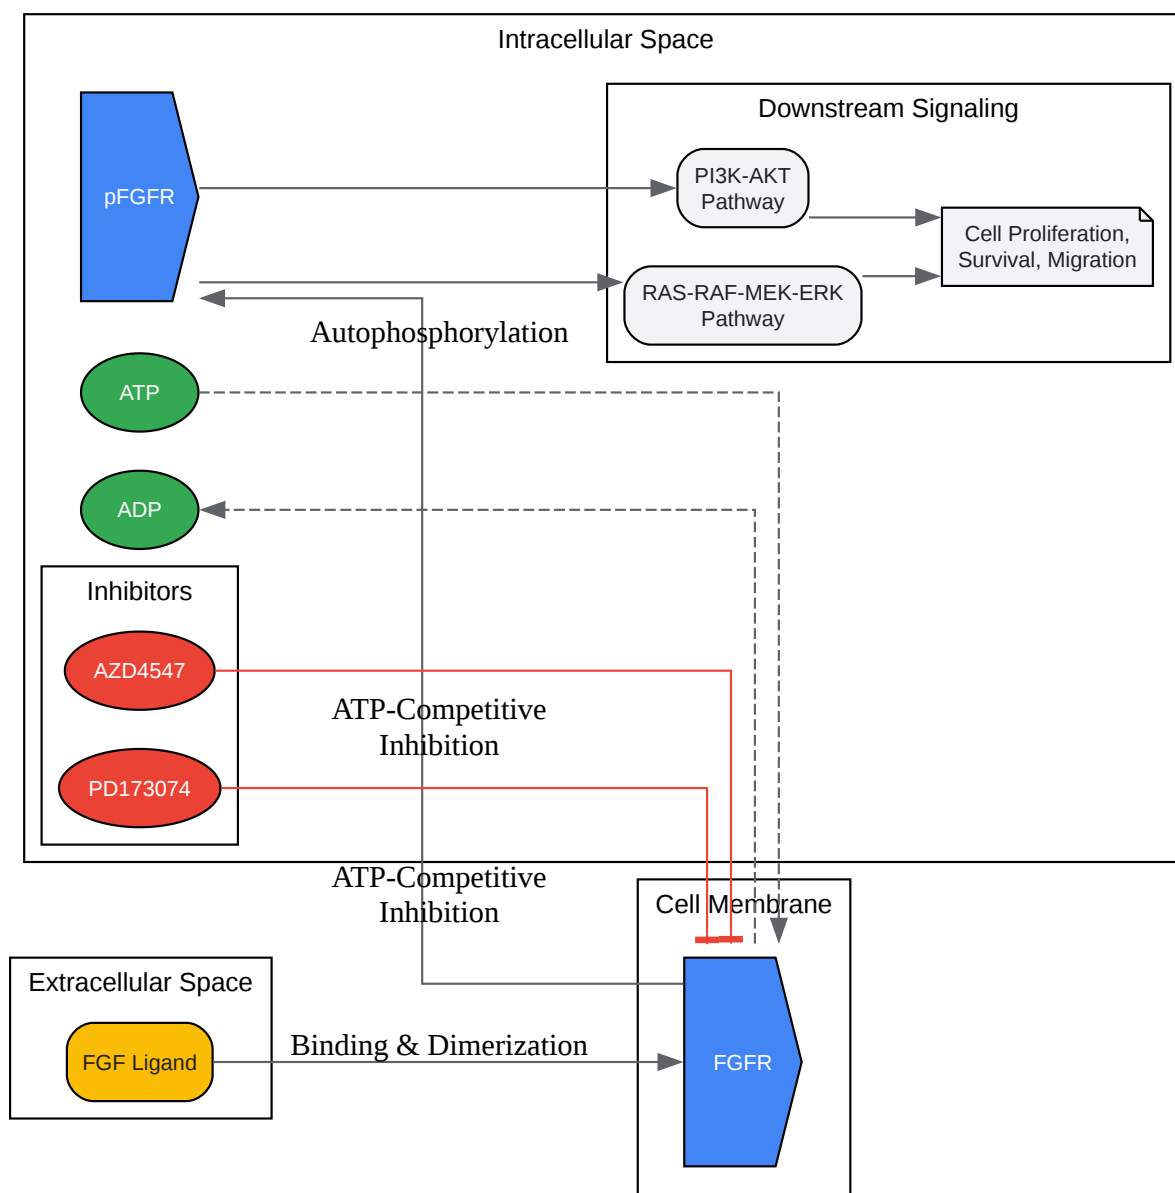 Intracellular Space
Downstream Signaling
pFGFR
PI3K-AKT
Pathway
Cell Proliferation,
Survival, Migration
RAS-RAF-MEK-ERK
Pathway
Autophosphorylation
ATP
ADP
Inhibitors
AZD4547
ATP-Competitive
Inhibition
PD173074
ATP-Competitive
Inhibition
Cell Membrane
Extracellular Space
FGF Ligand
Binding & Dimerization
FGFR